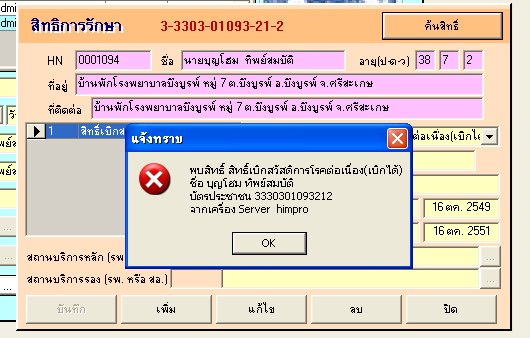 สิทธิการรักษา 3-3303-01093-21-2 ค้นสิทธิ์
HN 0001094 ชื่อ นายบุญโฮม ทิพย์สมบัติ อายุ(ป-ด-ว) 38 7 2
ที่อยู่ บ้านพักโรงพยาบาลบึงบูรพ์ หมู่ 7 ต.บึงบูรพ์ อ.บึงบูรพ์ จ.ศรีสะเกษ
ที่ติดต่อ บ้านพักโรงพยาบาลบึงบูรพ์ หมู่ 7 ต.บึงบูรพ์ อ.บึงบูรพ์ จ.ศรีสะเกษ
1 สิทธิ์เบิกส
แจ้งทราบ
พบสิทธิ์ สิทธิ์เบิกสวัสดิการโรคต่อเนื่อง(เบิกได้)
ชื่อ บุญโฮม ทิพย์สมบัติ
บัตรประชาชน 3330301093212
จากเครื่อง Server himpro
OK
ต่อเนื่อง(เบิกไ
16 ตค. 2549
16 ตค. 2551
สถานบริการหลัก (รพ. ...
สถานบริการรอง (รพ. หรือ สอ.) ...
บันทึก เพิ่ม แก้ไข ลบ ปิด